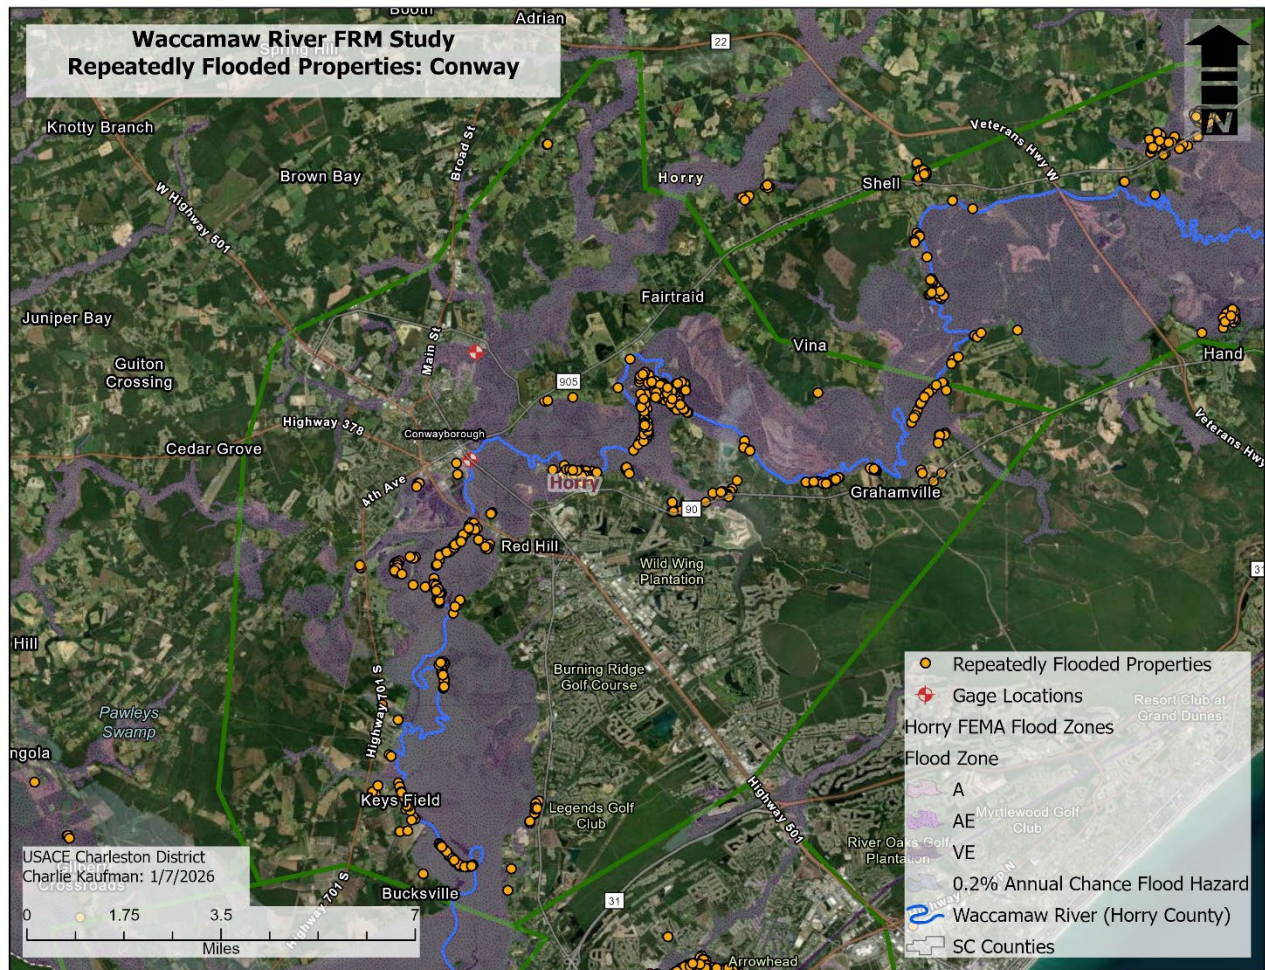 Booth
Adrian
Waccamaw River FRM Study
Spring Hill
Repeatedly Flooded Properties: Conway
22
N
Knotty Branch
Broad St
Veterans Hwy W
Brown Bay
Horry
Shell
W Highway 501
Juniper Bay
Fairtraid
Main St
Vina
Hand
Guiton
Crossing
905
Highway 378
Conwayborough
Veterans Hwy
Cedar Grove
4th Ave
Horry
Grahamville
90
Red Hill
Wild Wing
Plantation
31
Hill
Burning Ridge
Golf Course
Highway 701 S
Pawleys
Swamp
ngola
Keys Field
Legends Golf
Club
Highway 501
River Oaks Golf
Plantation
Repeatedly Flooded Properties
Gage Locations
Resort Club at
Grand Dunes
Horry FEMA Flood Zones
Flood Zone
A
AE
Myrtlewood Golf
Club
VE
0.2% Annual Chance Flood Hazard
Waccamaw River (Horry County)
SC Counties
USACE Charleston District
Charlie Kaufman: 1/7/2026
Crossroads
Bucksville
Highway 701 S
31
0 1.75 3.5 7
Miles
Arrowhead